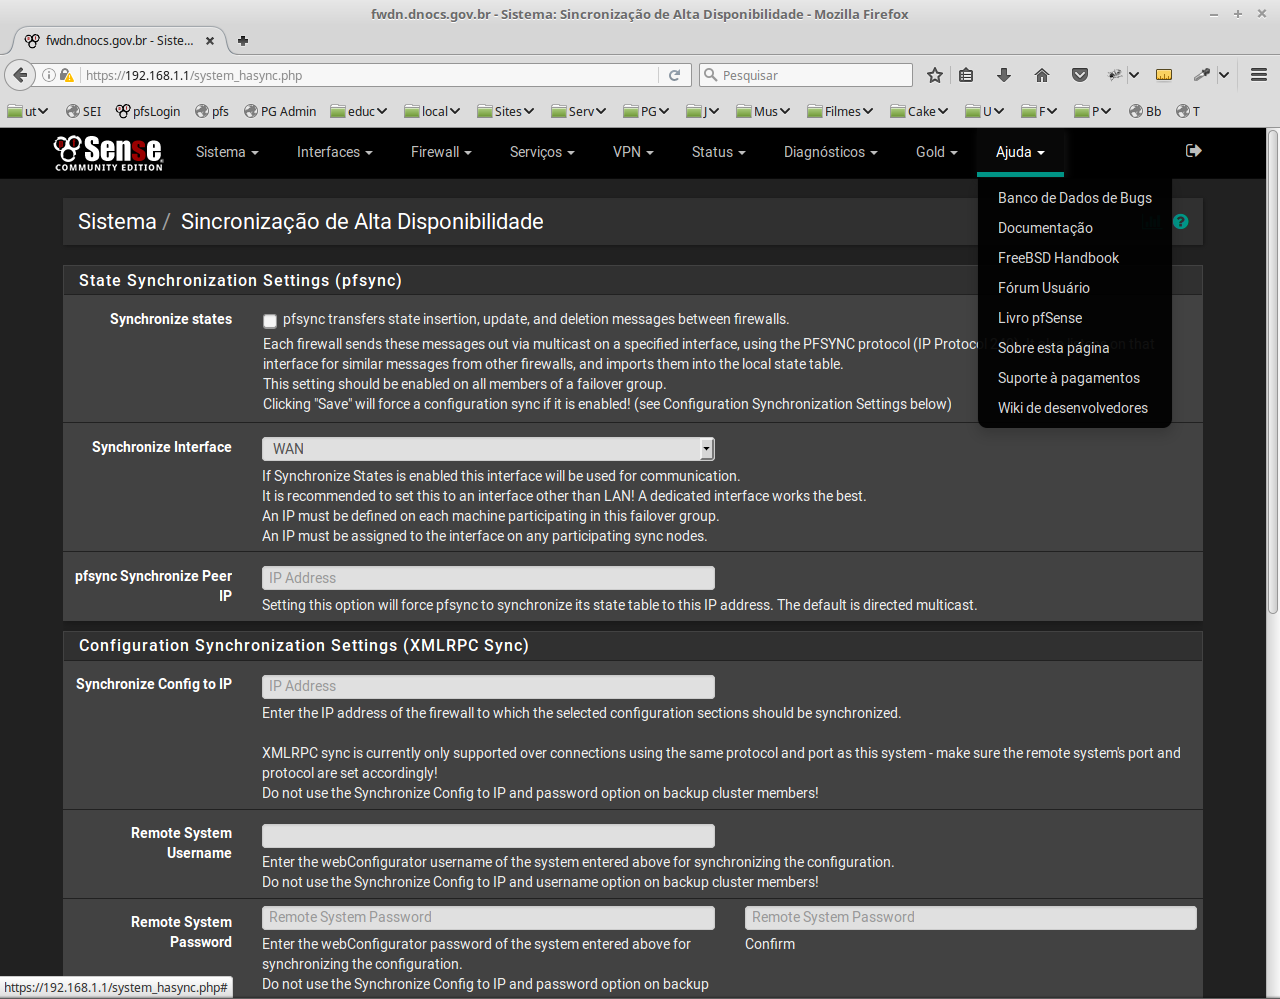 fwdn.dnocs.gov.br - Sistema: Sincronização de Alta Disponibilidade - Mozilla Firefox
fwdn.dnocs.gov.br - Siste...
https://192.168.1.1/system_hasync.php
Pesquisar
ut SEI pfsLogin pfs PG Admin educ local Sites Serv PG J Mus Filmes Cake U F P Bb T
Sense
COMMUNITY EDITION
Sistema Interfaces Firewall Serviços VPN Status Diagnósticos Gold Ajuda
Banco de Dados de Bugs
Documentação
FreeBSD Handbook
Fórum Usuário
Livro pfSense
Sobre esta página
Suporte à pagamentos
Wiki de desenvolvedores
Sistema / Sincronização de Alta Disponibilidade
State Synchronization Settings (pfsync)
Synchronize states
pfsync transfers state insertion, update, and deletion messages between firewalls.
Each firewall sends these messages out via multicast on a specified interface, using the PFSYNC protocol (IP Protocol that
interface for similar messages from other firewalls, and imports them into the local state table.
This setting should be enabled on all members of a failover group.
Clicking "Save" will force a configuration sync if it is enabled! (see Configuration Synchronization Settings below)
Synchronize Interface
WAN
If Synchronize States is enabled this interface will be used for communication.
It is recommended to set this to an interface other than LAN! A dedicated interface works the best.
An IP must be defined on each machine participating in this failover group.
An IP must be assigned to the interface on any participating sync nodes.
pfsync Synchronize Peer
IP
IP Address
Setting this option will force pfsync to synchronize its state table to this IP address. The default is directed multicast.
Configuration Synchronization Settings (XMLRPC Sync)
Synchronize Config to IP
IP Address
Enter the IP address of the firewall to which the selected configuration sections should be synchronized.
XMLRPC sync is currently only supported over connections using the same protocol and port as this system - make sure the remote system's port and
protocol are set accordingly!
Do not use the Synchronize Config to IP and password option on backup cluster members!
Remote System
Username
Enter the webConfigurator username of the system entered above for synchronizing the configuration.
Do not use the Synchronize Config to IP and username option on backup cluster members!
Remote System
Password
Remote System Password
Enter the webConfigurator password of the system entered above for
synchronizing the configuration.
Do not use the Synchronize Config to IP and password option on backup
Remote System Password
Confirm
https://192.168.1.1/system_hasync.php#